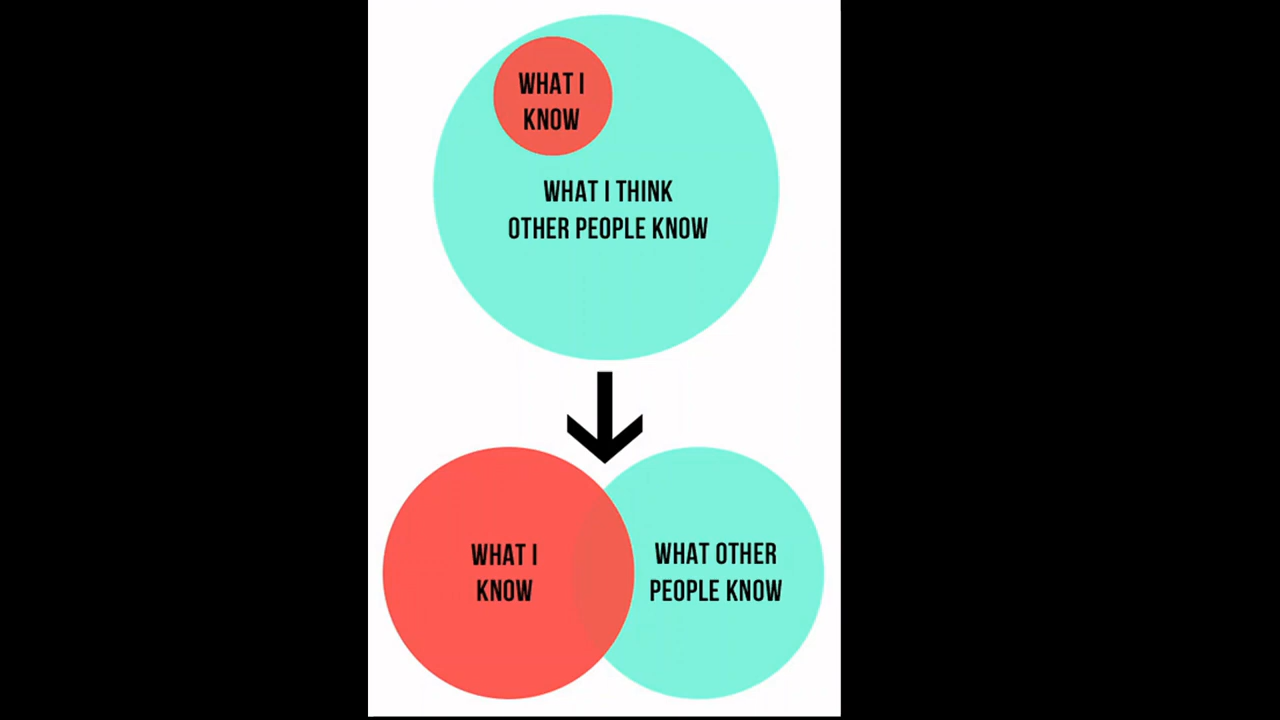 WHAT I
KNOW
WHAT I THINK
OTHER PEOPLE KNOW
WHAT I
KNOW
WHAT OTHER
PEOPLE KNOW